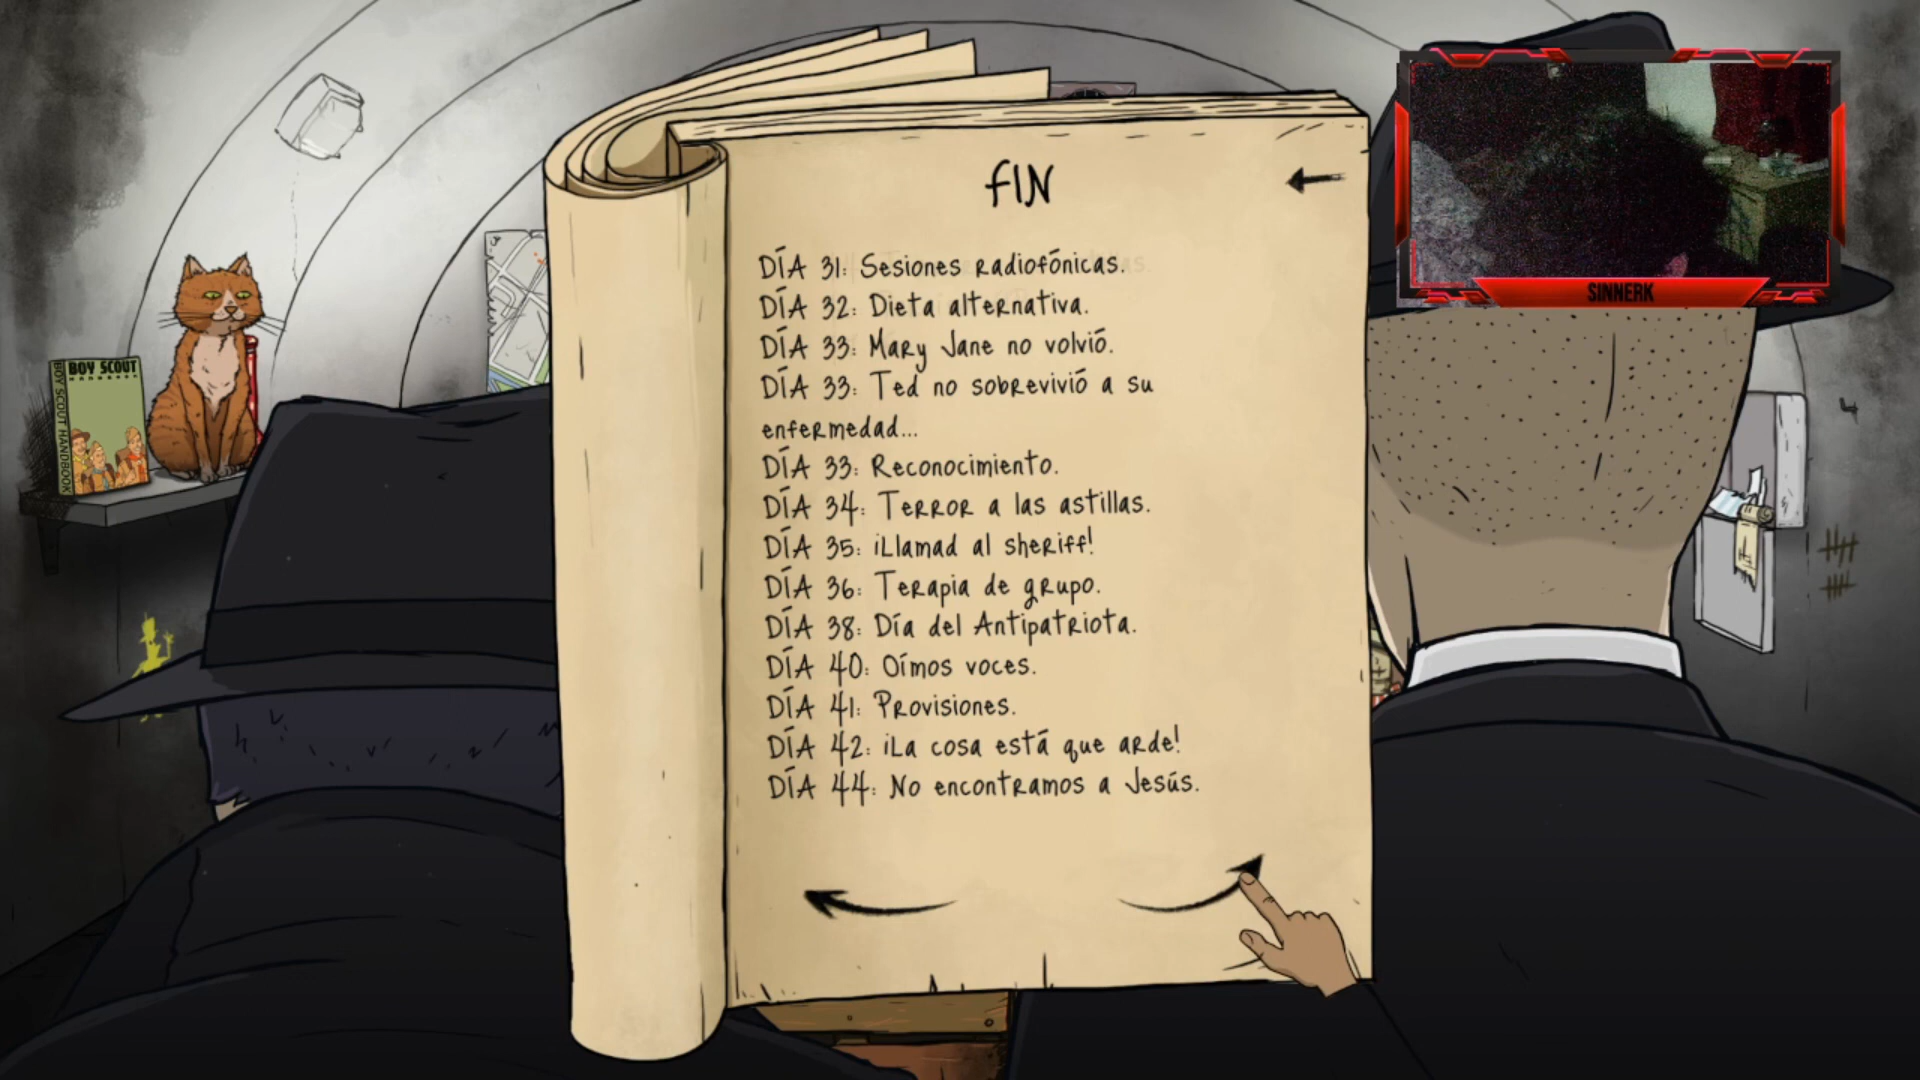 FIN
DÍA 31: Sesiones radiofónicas.
DÍA 32: Dieta alternativa.
DÍA 33: Mary Jane no volvió.
DÍA 33: Ted no sobrevivió a su
enfermedad...
DÍA 33: Reconocimiento.
DÍA 34: Terror a las astillas.
DÍA 35: ¡Llamad al sheriff!
DÍA 36: Terapia de grupo.
DÍA 38: Día del Antipatriota.
DÍA 40: Oímos voces.
DÍA 41: Provisiones.
DÍA 42: ¡La cosa está que arde!
DÍA 44: No encontramos a Jesús.
BOY SCOUT
HANDBOOK
BOY SCOUT HANDBOOK
SINNERK